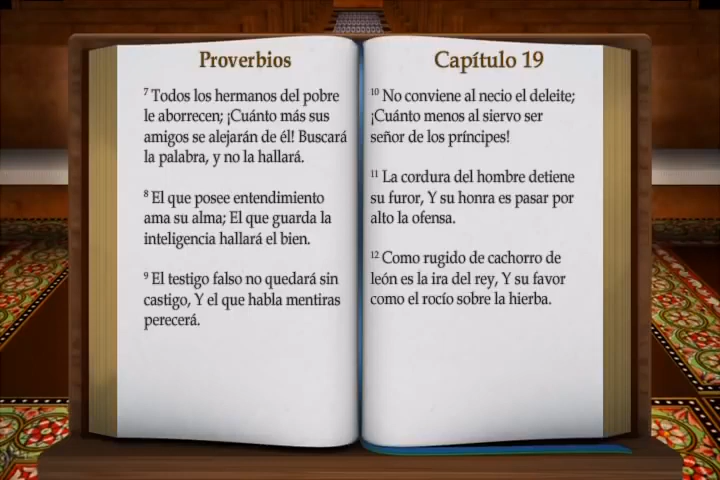 Proverbios
⁷ Todos los hermanos del pobre
le aborrecen; ¡Cuánto más sus
amigos se alejarán de él! Buscará
la palabra, y no la hallará.
⁸ El que posee entendimiento
ama su alma; El que guarda la
inteligencia hallará el bien.
⁹ El testigo falso no quedará sin
castigo, Y el que habla mentiras
perecerá.
Capítulo 19
¹⁰ No conviene al necio el deleite;
¡Cuánto menos al siervo ser
señor de los príncipes!
¹¹ La cordura del hombre detiene
su furor, Y su honra es pasar por
alto la ofensa.
¹² Como rugido de cachorro de
león es la ira del rey, Y su favor
como el rocío sobre la hierba.